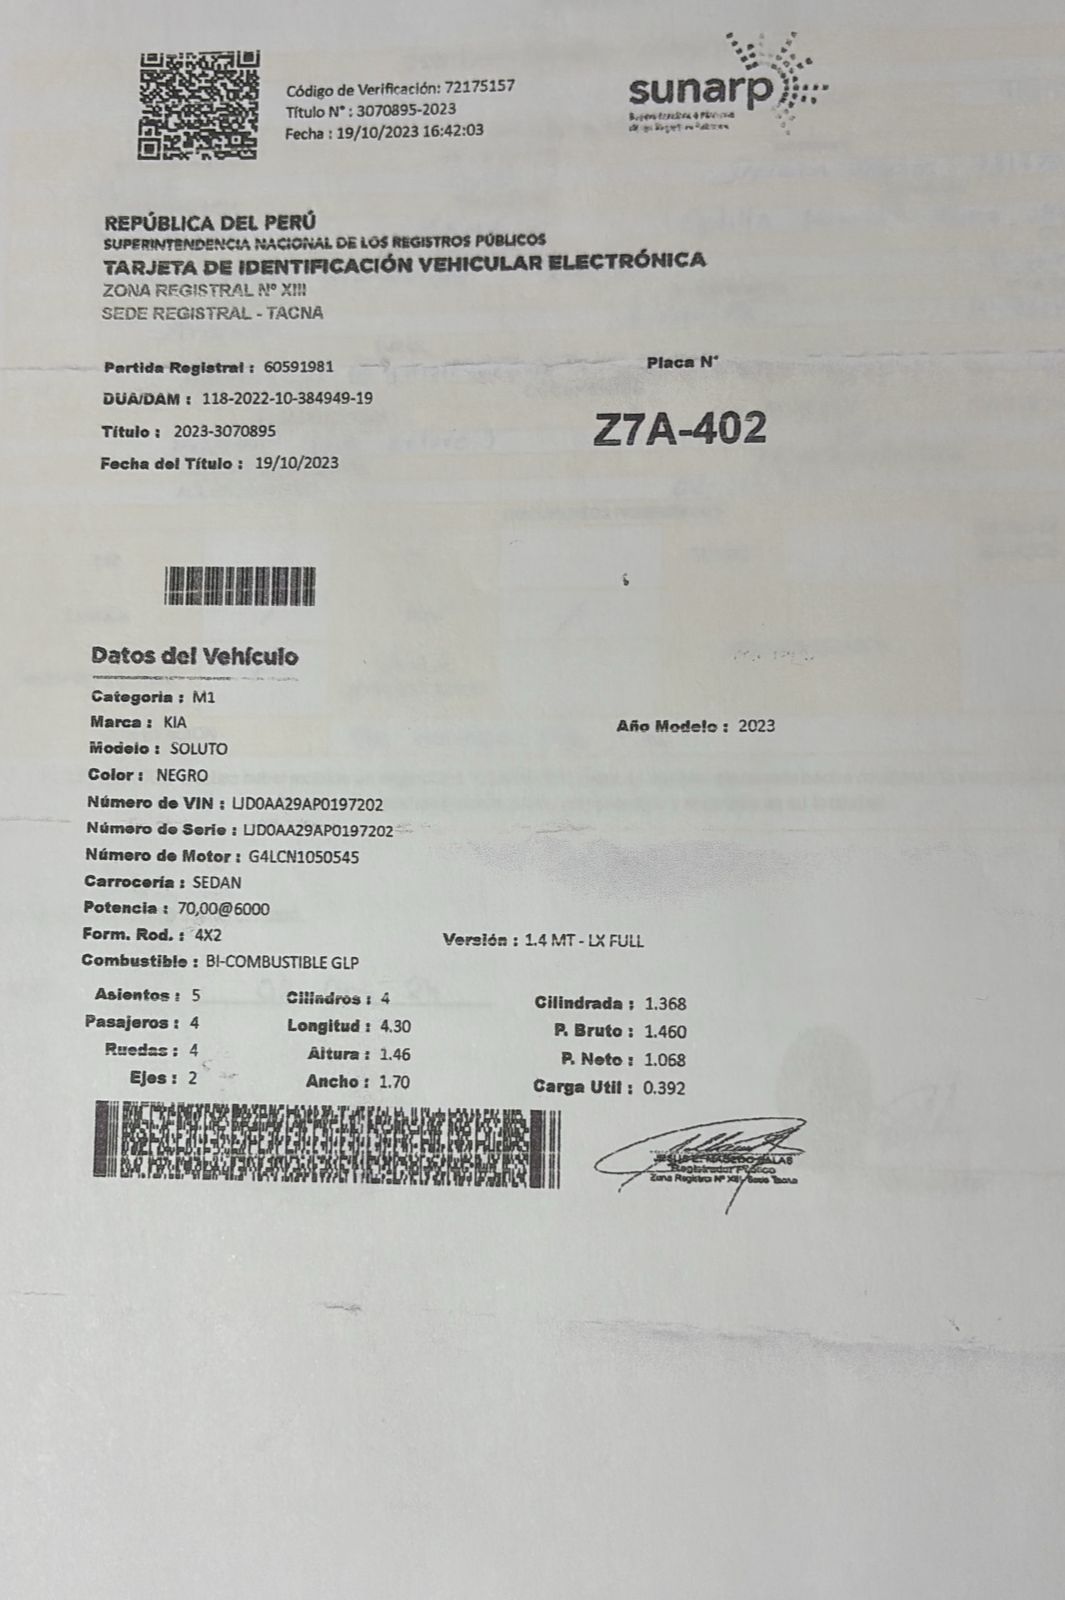 Código de Verificación: 72175157
Título N° : 3070895-2023
Fecha : 19/10/2023 16:42:03
sunarp
REPÚBLICA DEL PERÚ
SUPERINTENDENCIA NACIONAL DE LOS REGISTROS PÚBLICOS
TARJETA DE IDENTIFICACIÓN VEHICULAR ELECTRÓNICA
ZONA REGISTRAL Nº XIII
SEDE REGISTRAL - TACNA
Partida Registral : 60591981
Placa N°
DUA/DAM : 118-2022-10-384949-19
Z7A-402
Título : 2023-3070895
Fecha del Título : 19/10/2023
Datos del Vehículo
Categoria : M1
Marca : KIA
Año Modelo : 2023
Modelo : SOLUTO
Color : NEGRO
Número de VIN : LJD0AA29AP0197202
Número de Serie : LJD0AA29AP0197202
Número de Motor : G4LCN1050545
Carrocería : SEDAN
Potencia : 70,00@6000
Form. Rod. : 4X2
Versión : 1.4 MT - LX FULL
Combustible : BI-COMBUSTIBLE GLP
Asientos : 5 Cilindros : 4 Cilindrada : 1.368
Pasajeros : 4 Longitud : 4.30 P. Bruto : 1.460
Ruedas : 4 Altura : 1.46 P. Neto : 1.068
Ejes : 2 Ancho : 1.70 Carga Util : 0.392
Registrador Público
Zona Registral Nº XIII Sede Tacna